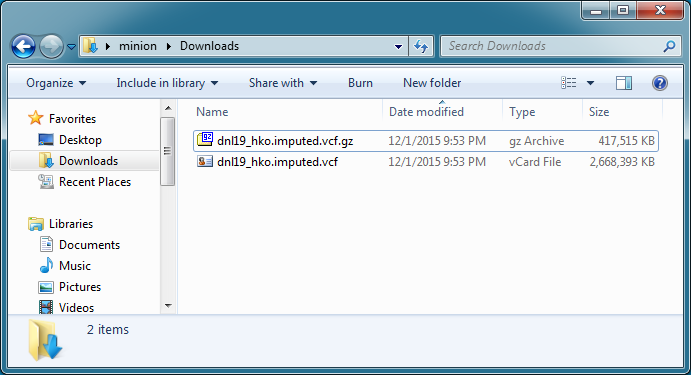 minion Downloads Search Downloads
Organize Include in library Share with Burn New folder
Favorites
Desktop
Downloads
Recent Places
Libraries
Documents
Music
Pictures
Videos
Name Date modified Type Size
dnl19_hko.imputed.vcf.gz 12/1/2015 9:53 PM gz Archive 417,515 KB
dnl19_hko.imputed.vcf 12/1/2015 9:53 PM vCard File 2,668,393 KB
2 items